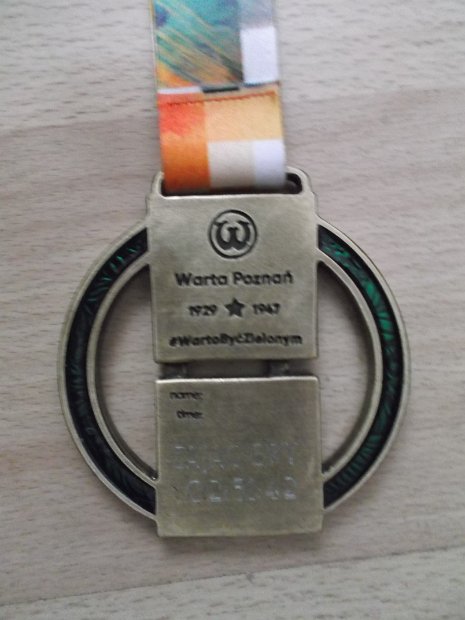 W
Warta Poznań
1929 ★ 1947
#WartoByćZielonym
name:
time: